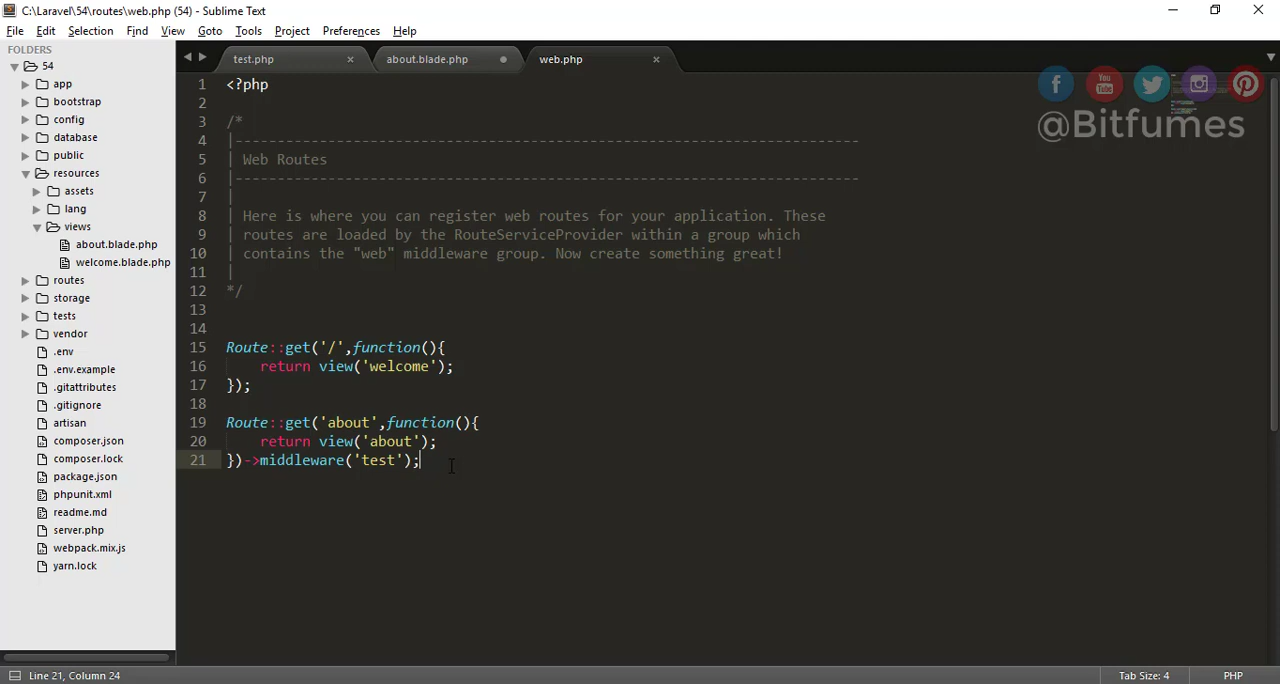 C:\Laravel\54\routes\web.php (54) - Sublime Text
File Edit Selection Find View Goto Tools Project Preferences Help
FOLDERS
54
app
bootstrap
config
database
public
resources
assets
lang
views
about.blade.php
welcome.blade.php
routes
storage
tests
vendor
.env
.env.example
.gitattributes
.gitignore
artisan
composer.json
composer.lock
package.json
phpunit.xml
readme.md
server.php
webpack.mix.js
yarn.lock
test.php about.blade.php web.php
You Tube
@Bitfumes
1 <?php
2
3 /*
4 |--------------------------------------------------------------------------
5 | Web Routes
6 |--------------------------------------------------------------------------
7 |
8 | Here is where you can register web routes for your application. These
9 | routes are loaded by the RouteServiceProvider within a group which
10 | contains the "web" middleware group. Now create something great!
11 |
12 */
13
14
15 Route::get('/',function(){
16     return view('welcome');
17 });
18
19 Route::get('about',function(){
20     return view('about');
21 })->middleware('test');
Line 21, Column 24 Tab Size: 4 PHP